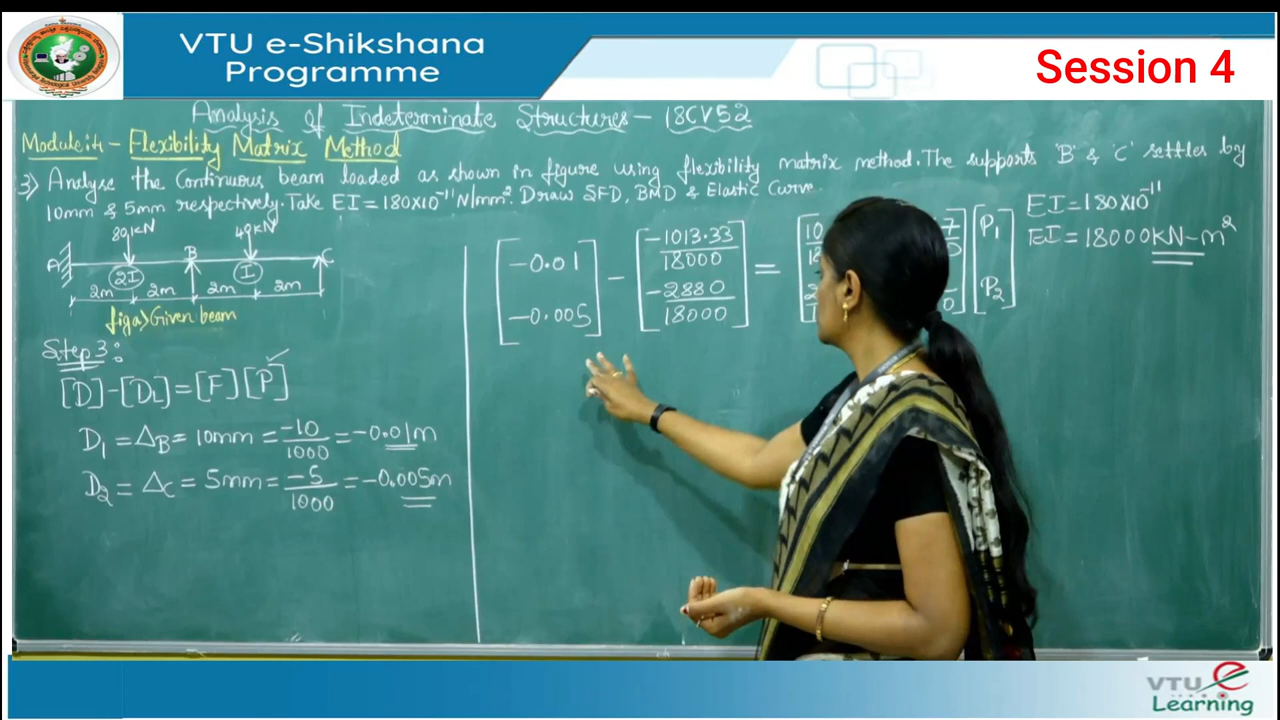 VTU e-Shikshana
Programme
Session 4
Analysis of Indeterminate Structures - 18CV52
Module:4 - Flexibility Matrix Method
3) Analyse the Continuous beam loaded as shown in figure using flexibility matrix method. The supports 'B' & 'C' settles by
10mm & 5mm respectively. Take EI = 180×10⁻¹¹ N/mm². Draw SFD, BMD & Elastic Curve.
EI = 180×10⁻¹¹
EI = 18000 KN-m²
80KN 40KN
A B C
2I I
2m 2m 2m 2m
fig a) Given beam
Step 3:
[D] - [DL] = [F] [P] ✓
D1 = ΔB = 10mm = -10/1000 = -0.01m
D2 = Δc = 5mm = -5/1000 = -0.005m
-0.01 - -1013.33/18000 = 10 7 P1
-0.005 -2880/18000 P2
VTU e
Learning